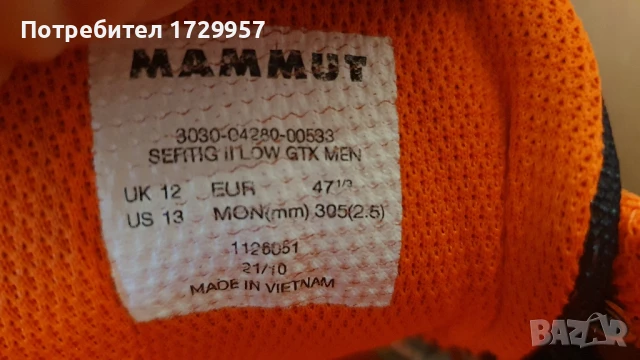 Потребител 1729957
MAMMUT
3030-04280-00533
SERTIG II LOW GTX MEN
UK 12 EUR 47 1/3
US 13 MON(mm) 305(2.5)
1126051
21/10
MADE IN VIETNAM
BAZAR